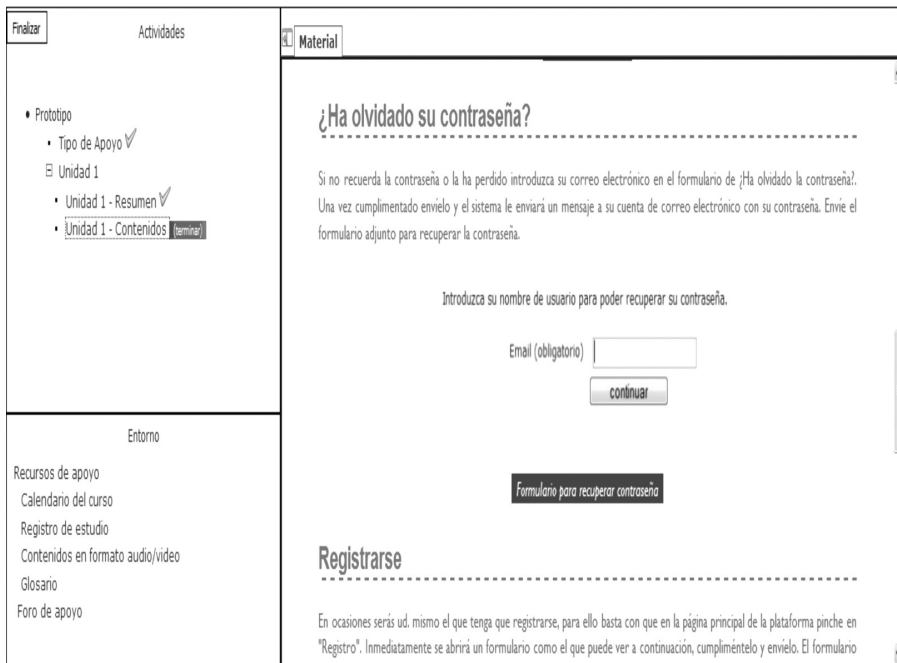 Finalizar
Actividades
Prototipo
Tipo de Apoyo
Unidad 1
Unidad 1 - Resumen
Unidad 1 - Contenidos (terminar)
Entorno
Recursos de apoyo
Calendario del curso
Registro de estudio
Contenidos en formato audio/video
Glosario
Foro de apoyo
Material
¿Ha olvidado su contraseña?
Si no recuerda la contraseña o la ha perdido introduzca su correo electrónico en el formulario de ¿Ha olvidado la contraseña?.
Una vez cumplimentado envíelo y el sistema le enviará un mensaje a su cuenta de correo electrónico con su contraseña. Envíe el
formulario adjunto para recuperar la contraseña.
Introduzca su nombre de usuario para poder recuperar su contraseña.
Email (obligatorio)
continuar
Formulario para recuperar contraseña
Registrarse
En ocasiones serás ud. mismo el que tenga que registrarse, para ello basta con que en la página principal de la plataforma pinche en
"Registro". Inmediatamente se abrirá un formulario como el que puede ver a continuación, cumpliméntelo y envíelo. El formulario